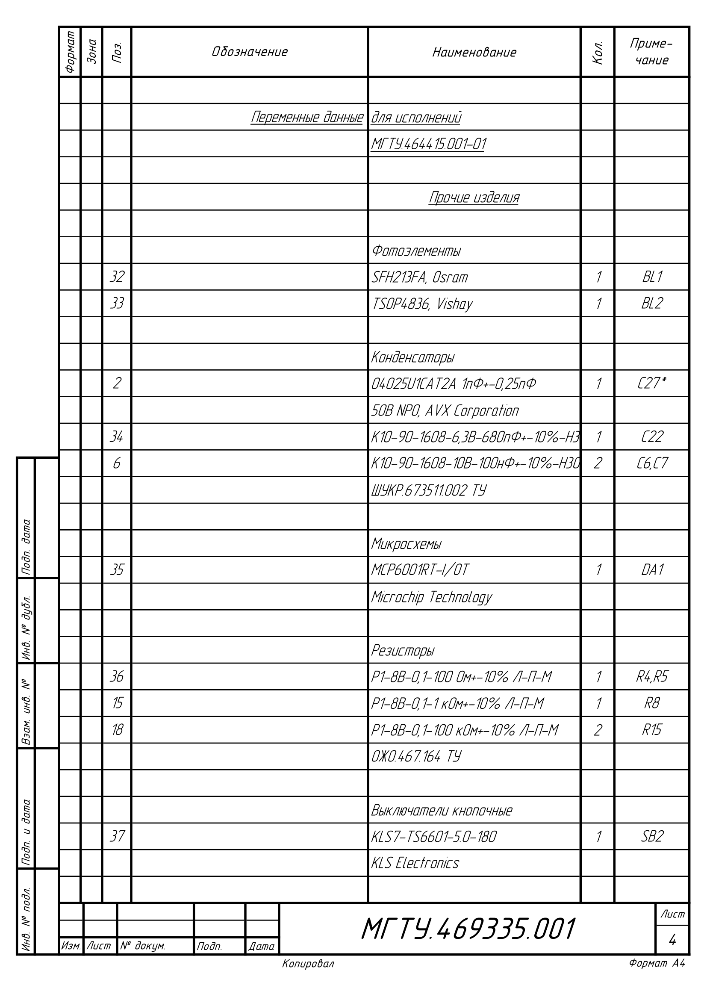 Формат Зона Поз. Обозначение Наименование Кол. Приме-
чание
Переменные данные для исполнений
МГТУ.464415.001-01
Прочие изделия
Фотоэлементы
32 SFH213FA, Osram 1 BL1
33 TSOP4836, Vishay 1 BL2
Конденсаторы
2 04025U1CAT2A 1пФ+-0,25пФ 1 C27*
50В NP0, AVX Corporation
34 К10-90-1608-6,3В-680пФ+-10%-Н3 1 C22
6 К10-90-1608-10В-100нФ+-10%-Н30 2 C6,C7
ШУКР.673511.002 ТУ
Микросхемы
35 MCP6001RT-I/OT 1 DA1
Microchip Technology
Резисторы
36 Р1-8В-0,1-100 Ом+-10% Л-П-М 1 R4,R5
15 Р1-8В-0,1-1 кОм+-10% Л-П-М 1 R8
18 Р1-8В-0,1-100 кОм+-10% Л-П-М 2 R15
ОЖ0.467.164 ТУ
Выключатели кнопочные
37 KLS7-TS6601-5.0-180 1 SB2
KLS Electronics
Подп. дата
Инв. № дубл.
Взам. инв. №
Подп. и дата
Инв. № подл.
Изм. Лист № докум. Подп. Дата
МГТУ.469335.001
Лист
4
Копировал
Формат А4